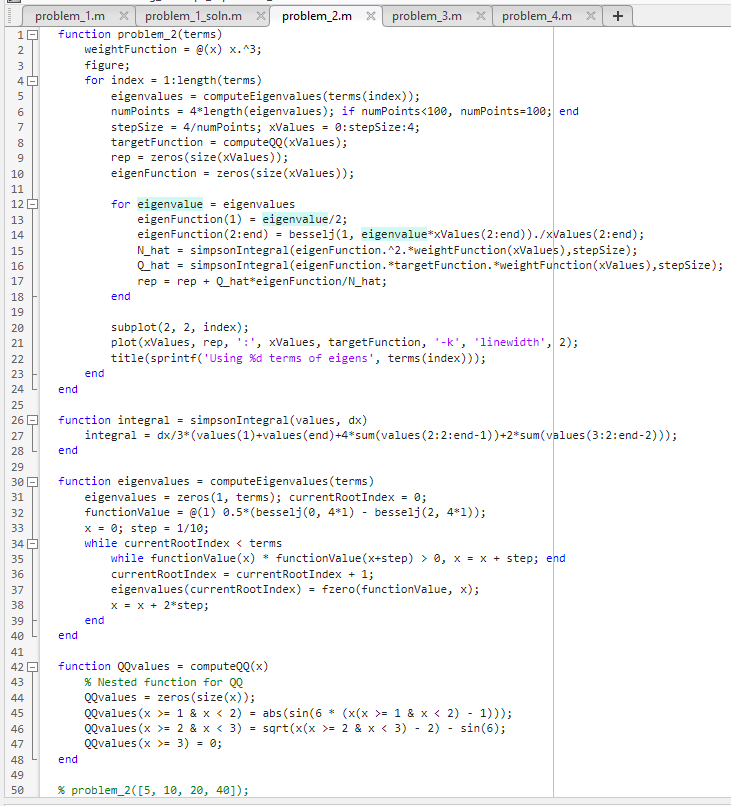 problem_1.m × problem_1_soln.m × problem_2.m × problem_3.m × problem_4.m × +
1 function problem_2(terms)
2 weightFunction = @(x) x.^3;
3 figure;
4 for index = 1:length(terms)
5 eigenvalues = computeEigenvalues(terms(index));
6 numPoints = 4*length(eigenvalues); if numPoints<100, numPoints=100; end
7 stepSize = 4/numPoints; xValues = 0:stepSize:4;
8 targetFunction = computeQQ(xValues);
9 rep = zeros(size(xValues));
10 eigenFunction = zeros(size(xValues));
11
12 for eigenvalue = eigenvalues
13 eigenFunction(1) = eigenvalue/2;
14 eigenFunction(2:end) = besselj(1, eigenvalue*xValues(2:end))./xValues(2:end);
15 N_hat = simpsonIntegral(eigenFunction.^2.*weightFunction(xValues),stepSize);
16 Q_hat = simpsonIntegral(eigenFunction.*targetFunction.*weightFunction(xValues),stepSize);
17 rep = rep + Q_hat*eigenFunction/N_hat;
18 end
19
20 subplot(2, 2, index);
21 plot(xValues, rep, ':', xValues, targetFunction, '-k', 'linewidth', 2);
22 title(sprintf('Using %d terms of eigens', terms(index)));
23 end
24 end
25
26 function integral = simpsonIntegral(values, dx)
27 integral = dx/3*(values(1)+values(end)+4*sum(values(2:2:end-1))+2*sum(values(3:2:end-2)));
28 end
29
30 function eigenvalues = computeEigenvalues(terms)
31 eigenvalues = zeros(1, terms); currentRootIndex = 0;
32 functionValue = @(l) 0.5*(besselj(0, 4*l) - besselj(2, 4*l));
33 x = 0; step = 1/10;
34 while currentRootIndex < terms
35 while functionValue(x) * functionValue(x+step) > 0, x = x + step; end
36 currentRootIndex = currentRootIndex + 1;
37 eigenvalues(currentRootIndex) = fzero(functionValue, x);
38 x = x + 2*step;
39 end
40 end
41
42 function QQvalues = computeQQ(x)
43 % Nested function for QQ
44 QQvalues = zeros(size(x));
45 QQvalues(x >= 1 & x < 2) = abs(sin(6 * (x(x >= 1 & x < 2) - 1)));
46 QQvalues(x >= 2 & x < 3) = sqrt(x(x >= 2 & x < 3) - 2) - sin(6);
47 QQvalues(x >= 3) = 0;
48 end
49
50 % problem_2([5, 10, 20, 40]);